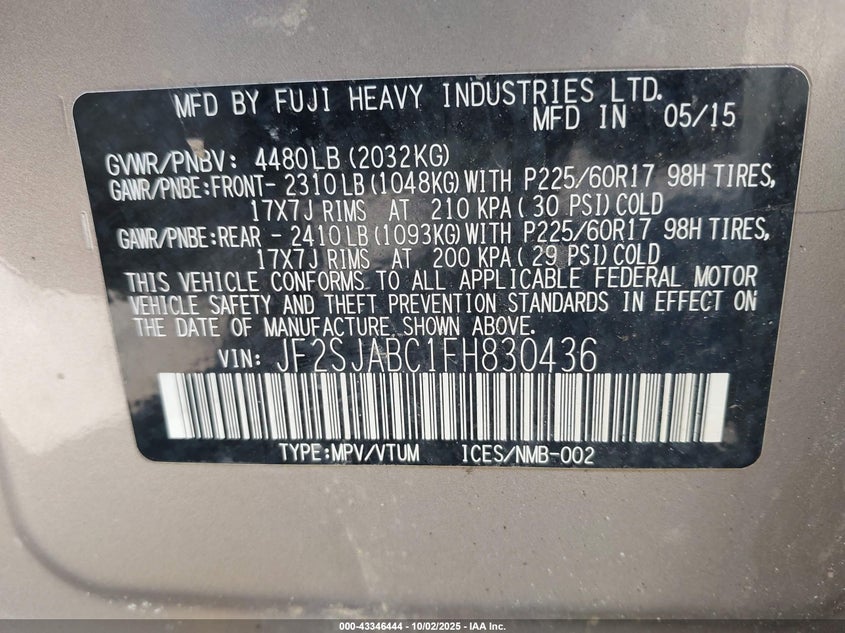 MFD BY FUJI HEAVY INDUSTRIES LTD.
MFD IN 05/15
GVWR/PNBV: 4480LB (2032KG)
GAWR/PNBE:FRONT- 2310LB (1048KG) WITH P225/60R17 98H TIRES,
17X7J RIMS AT 210 KPA ( 30 PSI) COLD
GAWR/PNBE:REAR - 2410LB (1093KG) WITH P225/60R17 98H TIRES,
17X7J RIMS AT 200 KPA ( 29 PSI) COLD
THIS VEHICLE CONFORMS TO ALL APPLICABLE FEDERAL MOTOR
VEHICLE SAFETY AND THEFT PREVENTION STANDARDS IN EFFECT ON
THE DATE OF MANUFACTURE SHOWN ABOVE.
VIN: JF2SJABC1FH830436
TYPE:MPV/VTUM ICES/NMB-002
000-43346444 - 10/02/2025 - IAA Inc.